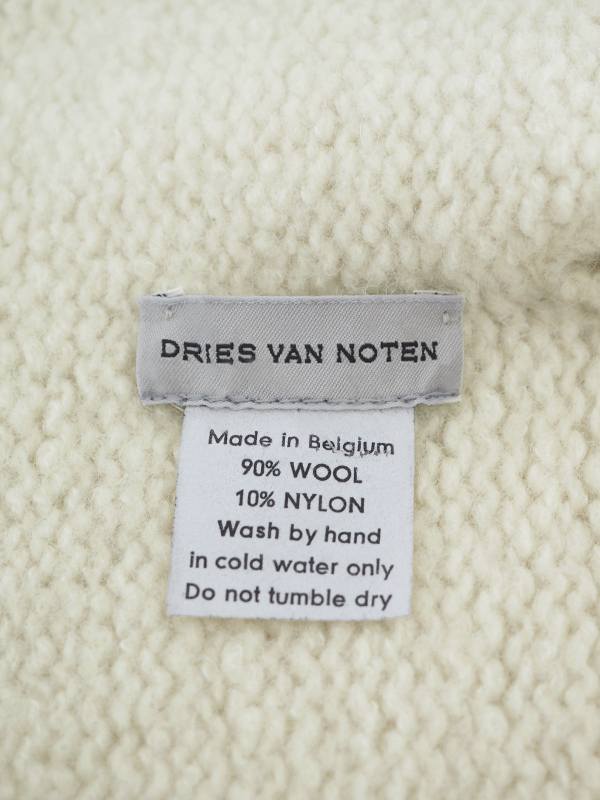 DRIES VAN NOTEN
Made in Belgium
90% WOOL
10% NYLON
Wash by hand
in cold water only
Do not tumble dry